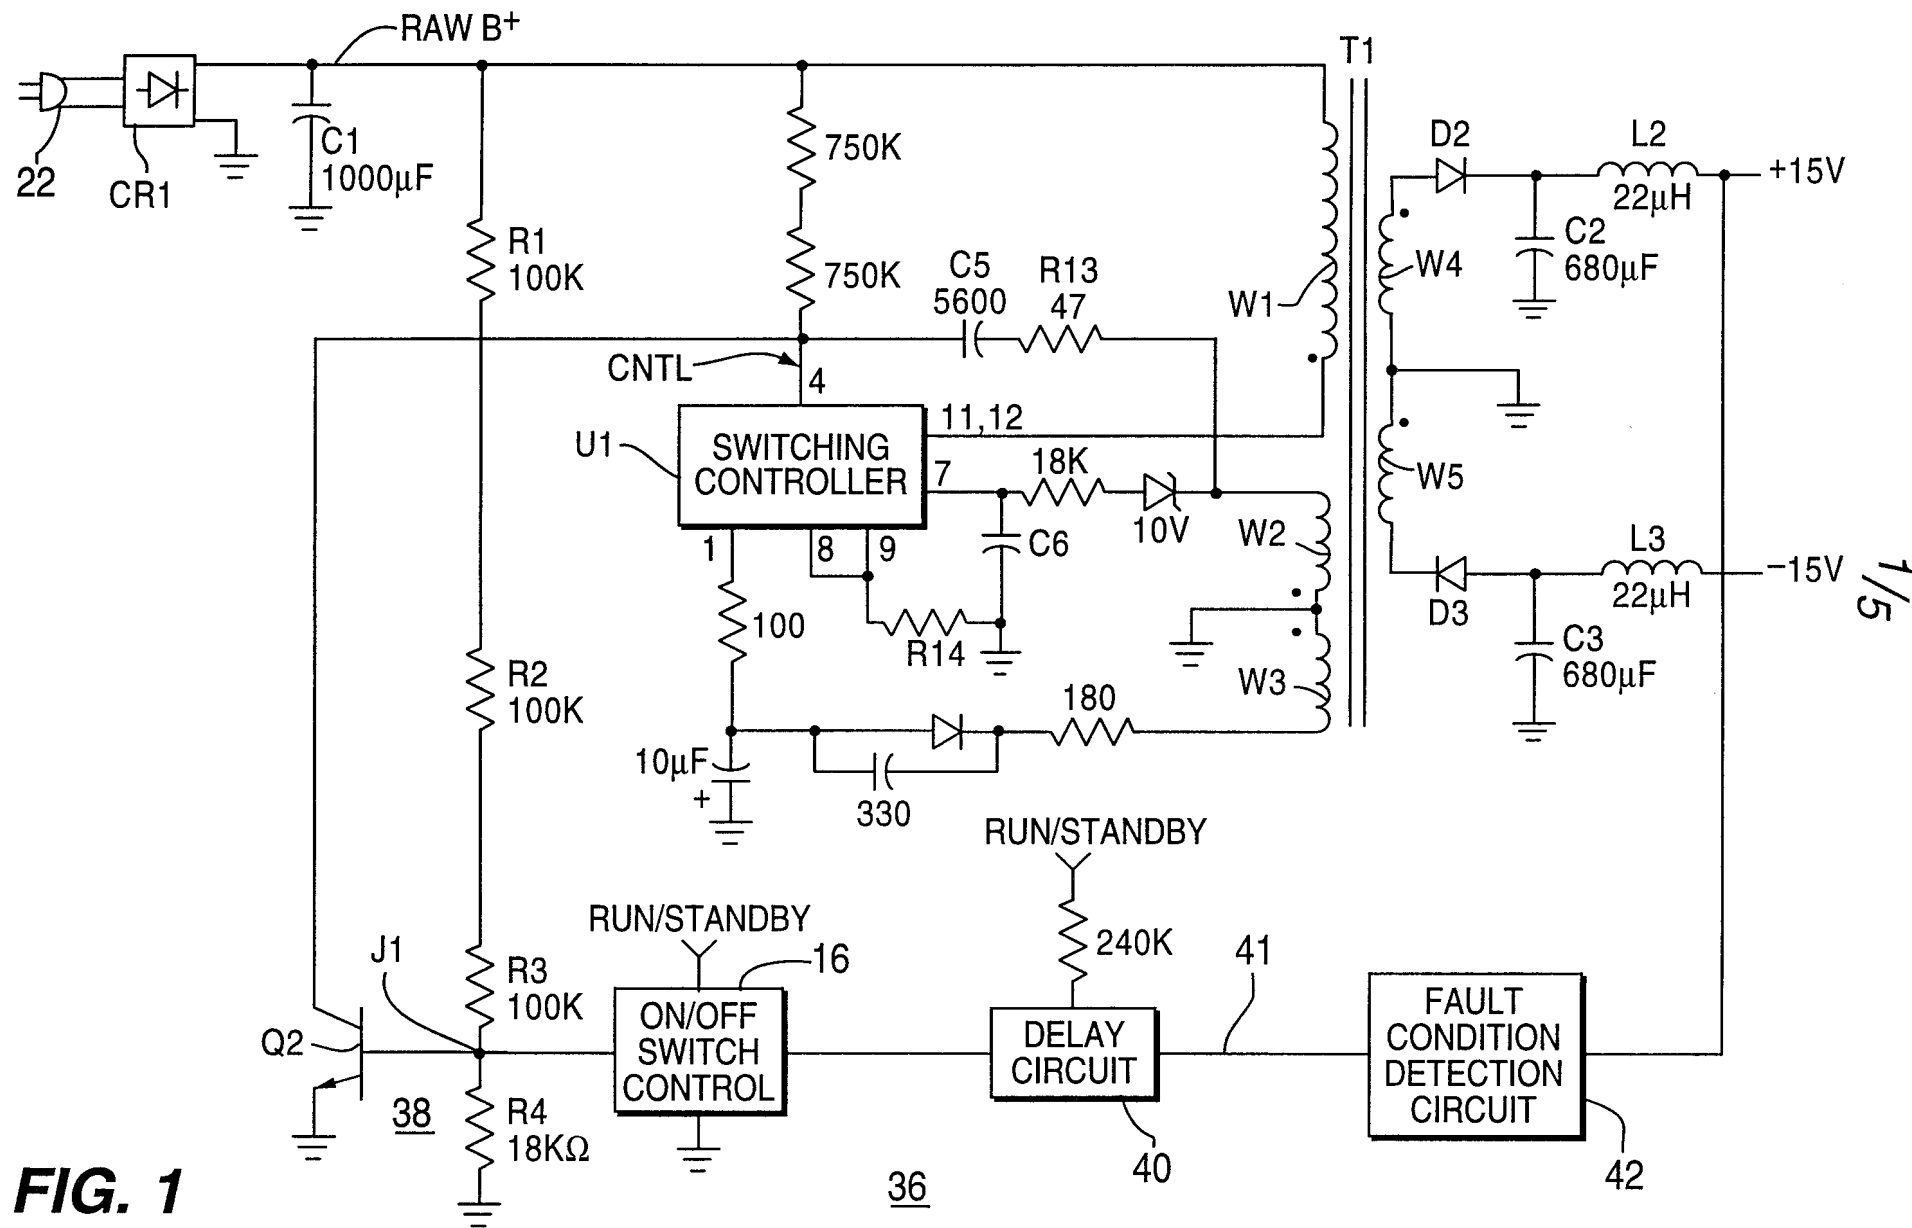 RAW B+
T1
22
CR1
C1
1000µF
750K
750K
R1
100K
C5
5600
R13
47
W1
D2
L2
22µH
+15V
C2
680µF
W4
CNTL
4
11,12
U1
SWITCHING
CONTROLLER
7
18K
10V
W2
W5
1
8
9
C6
100
R14
W3
D3
L3
22µH
–15V
C3
680µF
1/5
R2
100K
180
10µF
+
330
RUN/STANDBY
240K
RUN/STANDBY
J1
R3
100K
16
ON/OFF
SWITCH
CONTROL
DELAY
CIRCUIT
41
FAULT
CONDITION
DETECTION
CIRCUIT
Q2
38
R4
18KΩ
40
42
36
FIG. 1